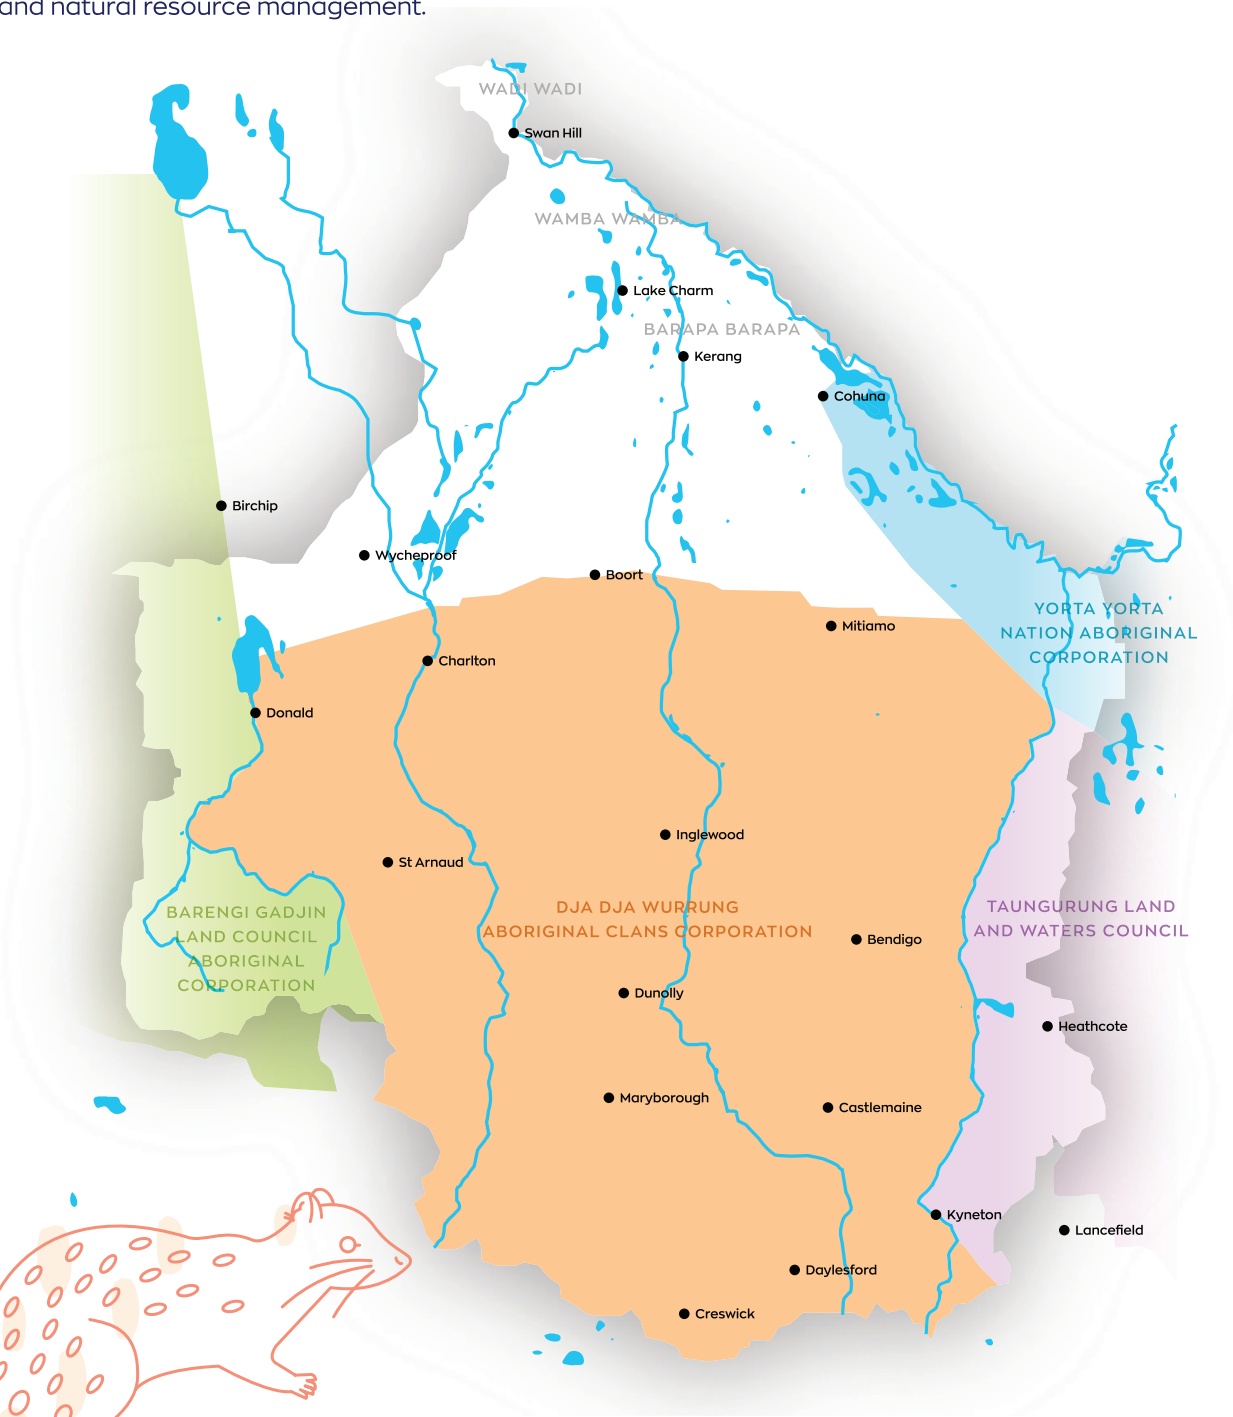 and natural resource management.
WADI WADI
Swan Hill
WAMBA WAMBA
Lake Charm
BARAPA BARAPA
Kerang
Cohuna
Birchip
Wycheproof
Boort
YORTA YORTA
NATION ABORIGINAL
CORPORATION
Mitiamo
Charlton
Donald
Inglewood
St Arnaud
BARENGI GADJIN
LAND COUNCIL
ABORIGINAL
CORPORATION
DJA DJA WURRUNG
ABORIGINAL CLANS CORPORATION
TAUNGURUNG LAND
AND WATERS COUNCIL
Bendigo
Dunolly
Heathcote
Maryborough
Castlemaine
Kyneton
Lancefield
Daylesford
Creswick